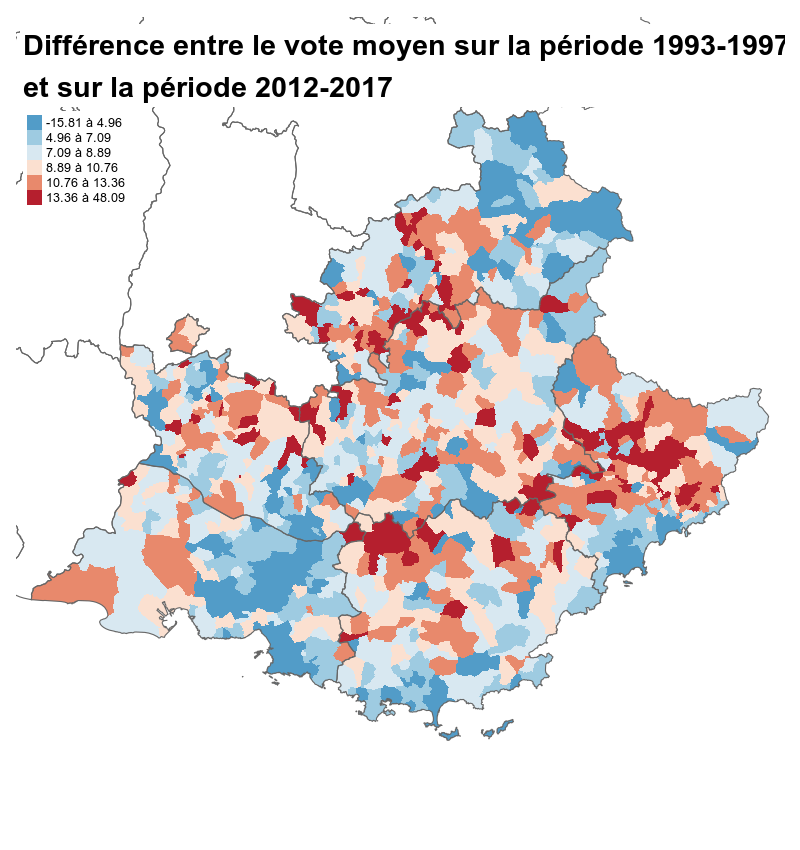 Différence entre le vote moyen sur la période 1993-1997
et sur la période 2012-2017
-15.81 à 4.96
4.96 à 7.09
7.09 à 8.89
8.89 à 10.76
10.76 à 13.36
13.36 à 48.09